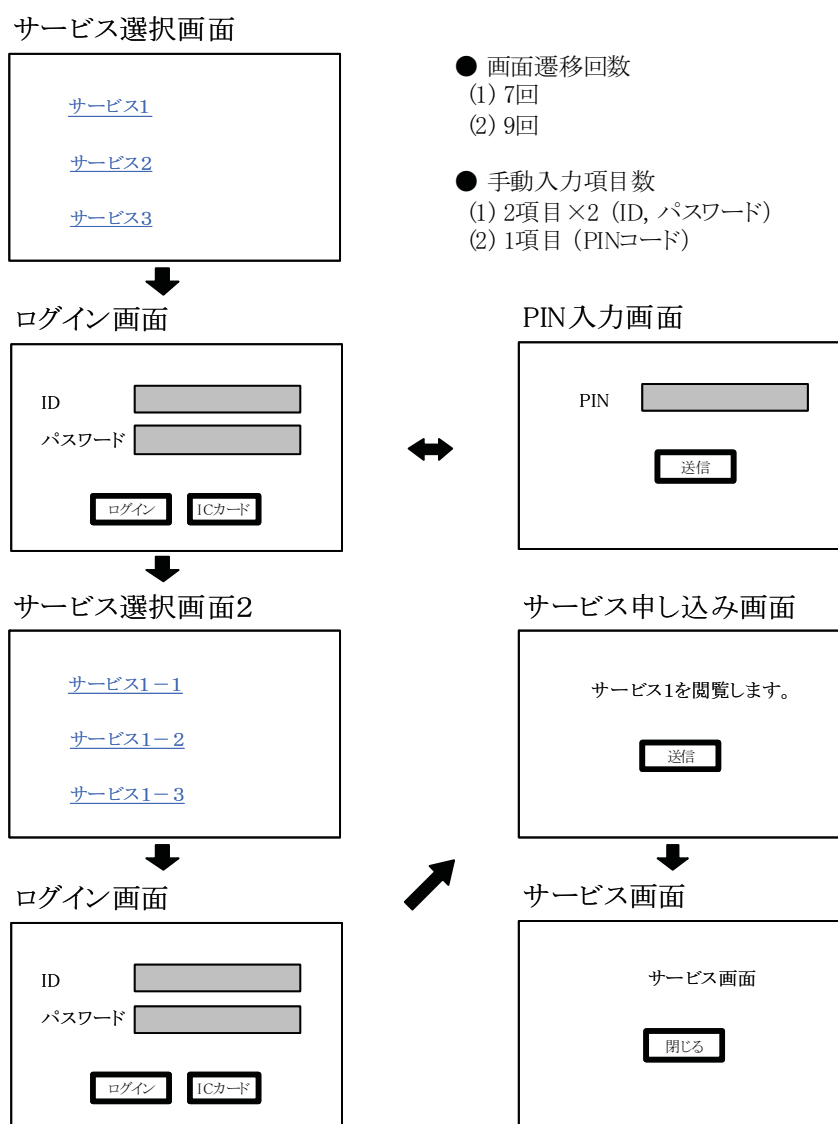 サービス選択画面
サービス1
サービス2
サービス3
● 画面遷移回数
(1) 7回
(2) 9回
● 手動入力項目数
(1) 2項目×2 (ID, パスワード)
(2) 1項目 (PINコード)
ログイン画面
ID
パスワード
ログイン ICカード
PIN入力画面
PIN
送信
サービス選択画面2
サービス1－1
サービス1－2
サービス1－3
サービス申し込み画面
サービス1を閲覧します。
送信
ログイン画面
ID
パスワード
ログイン ICカード
サービス画面
サービス画面
閉じる